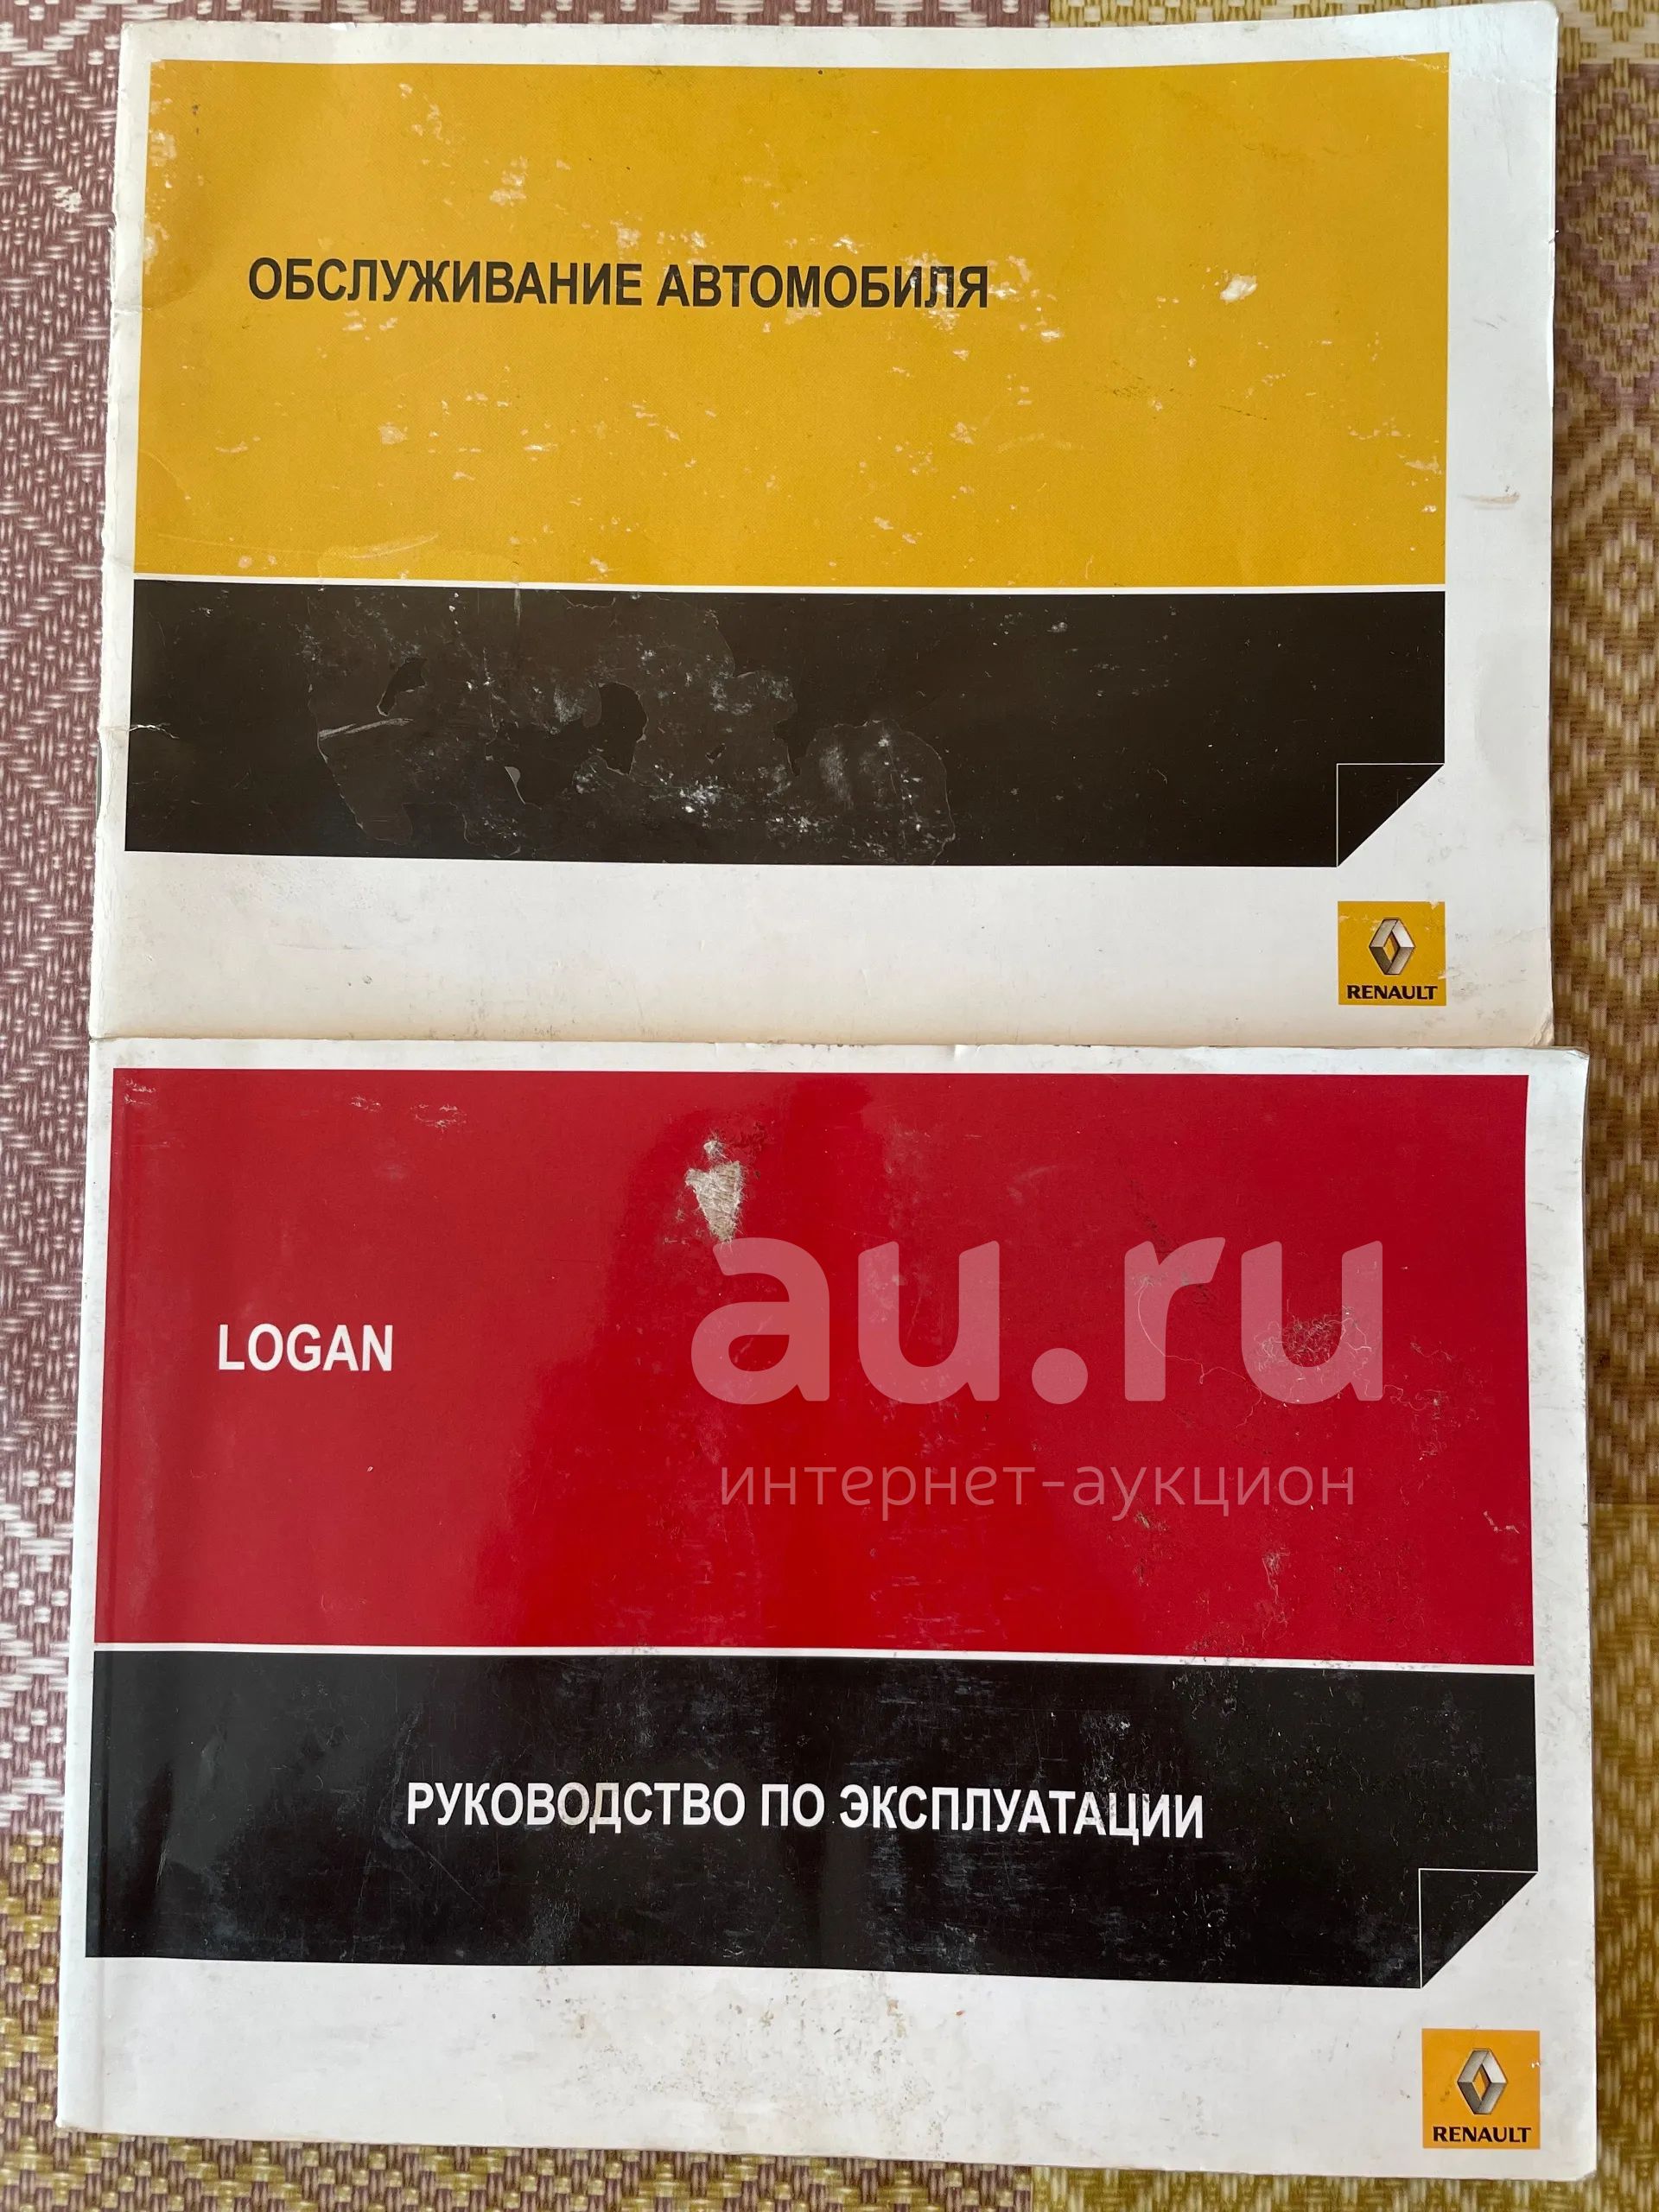 ОБСЛУЖИВАНИЕ АВТОМОБИЛЯ
RENAULT
LOGAN
au.ru
интернет-аукцион
РУКОВОДСТВО ПО ЭКСПЛУАТАЦИИ
RENAULT